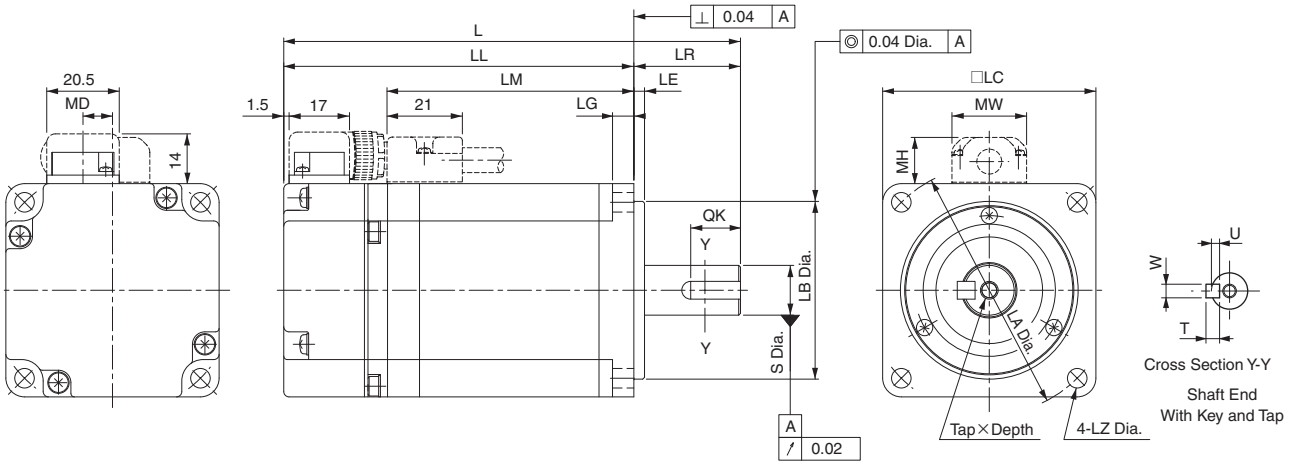 20.5
MD
14
L
LL
LR
LM
LE
1.5
17
21
LG
⊥ 0.04 A
◎ 0.04 Dia. A
QK
Y
Y
LB Dia.
S Dia.
A
↗ 0.02
□LC
MW
MH
LA Dia.
Tap×Depth
4-LZ Dia.
U
W
T
Cross Section Y-Y
Shaft End
With Key and Tap